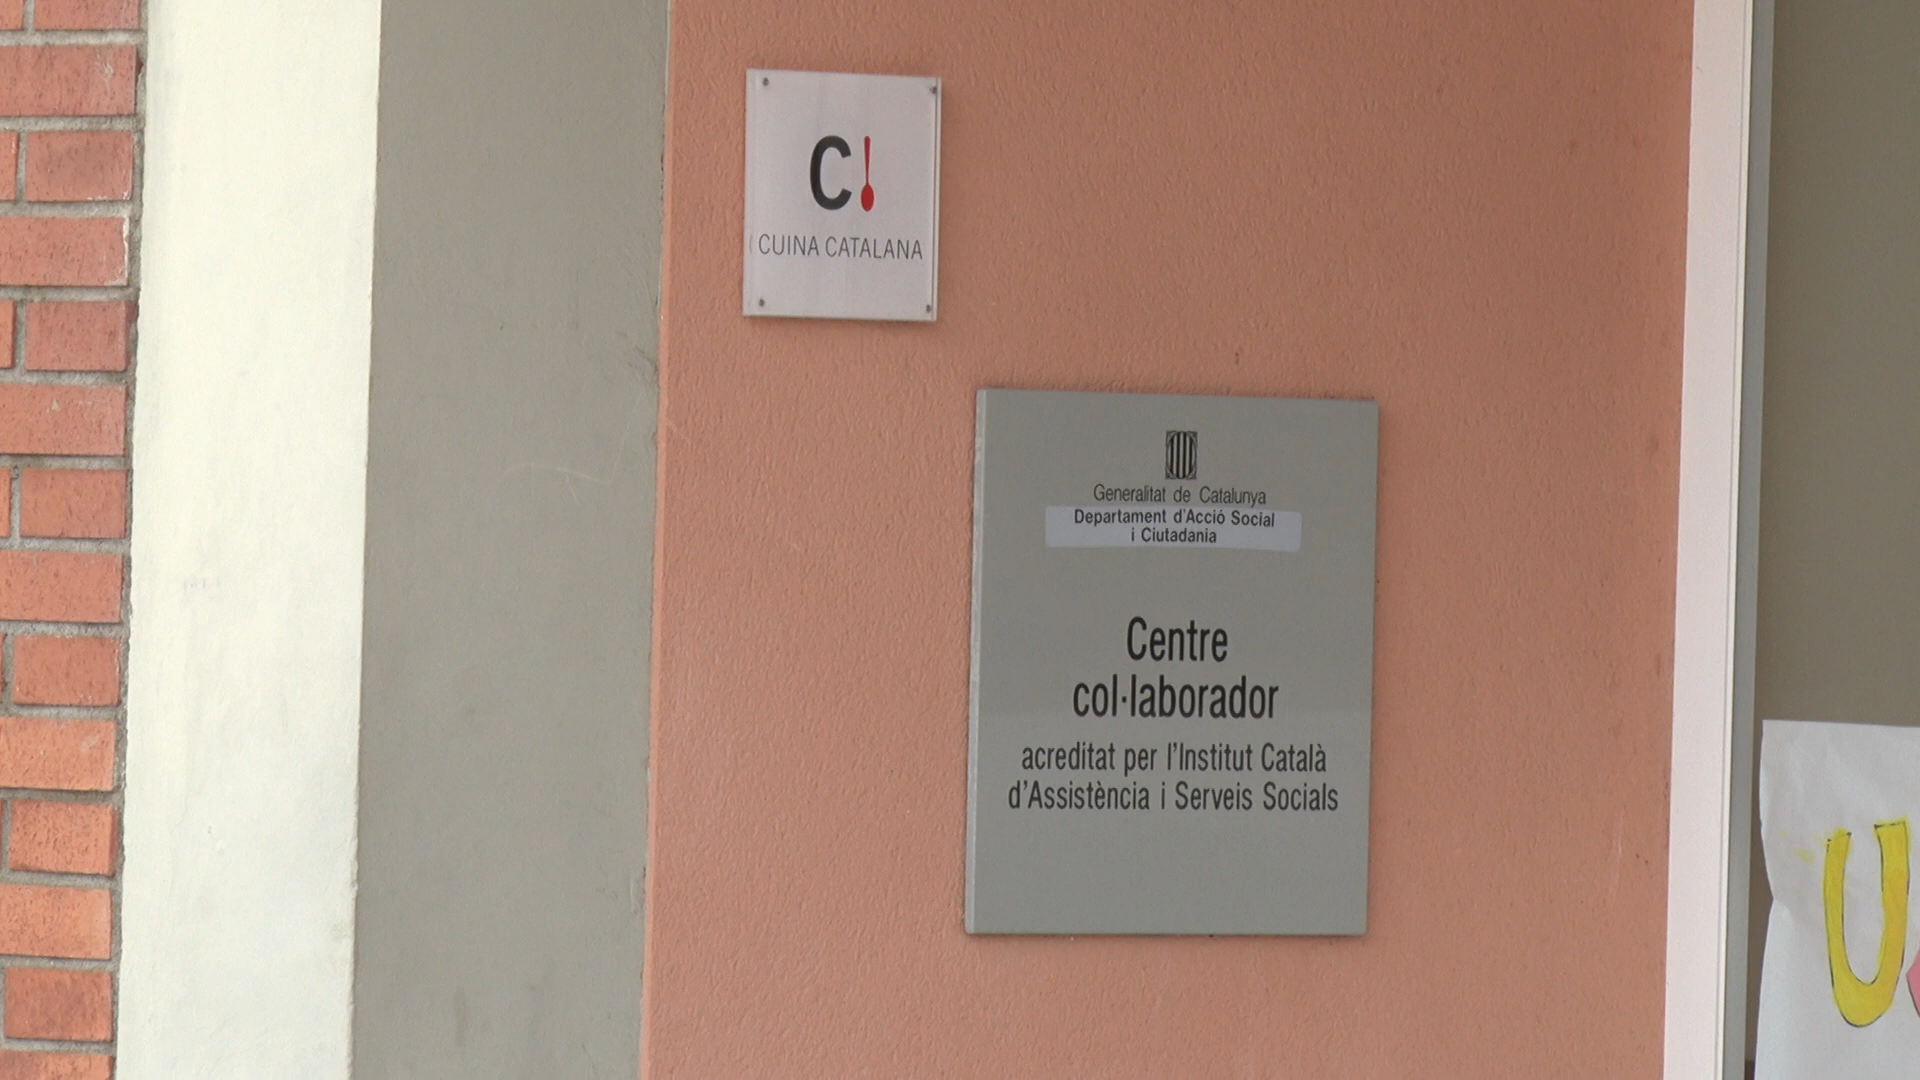 C!
CUINA CATALANA
Generalitat de Catalunya
Departament d'Acció Social
i Ciutadania
Centre
col·laborador
acreditat per l'Institut Català
d'Assistència i Serveis Socials
U